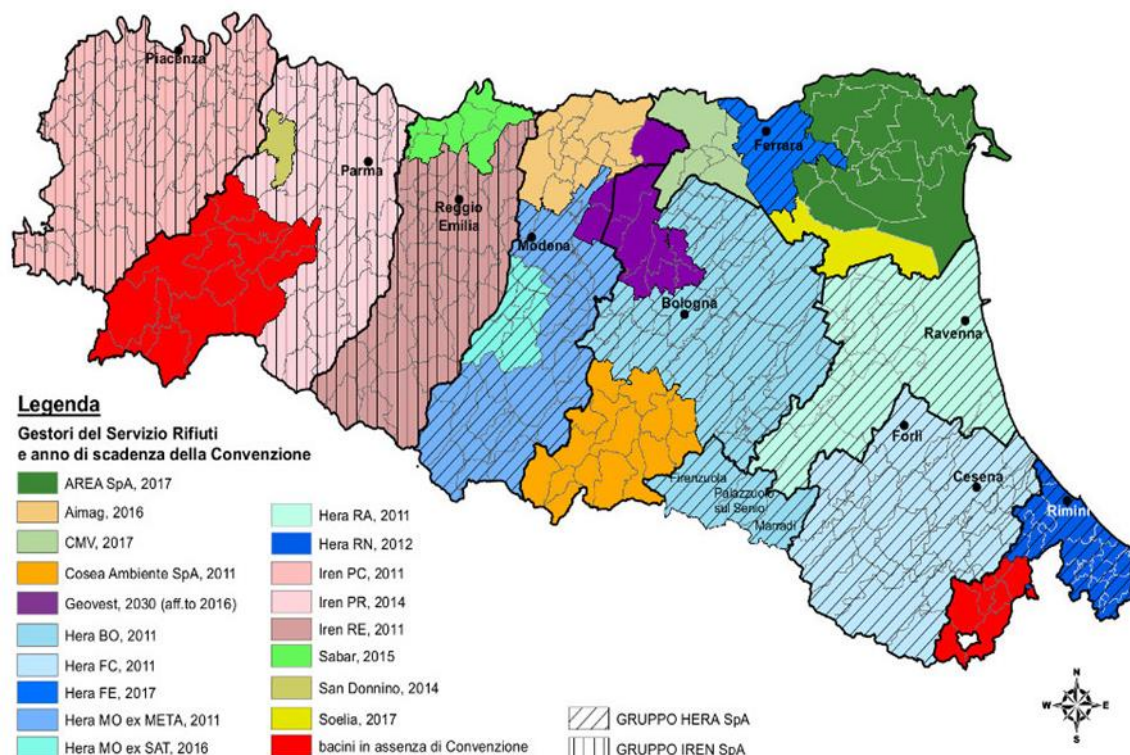 Piacenza
Parma
Reggio
Emilia
Modena
Ferrara
Bologna
Ravenna
Forlì
Cesena
Rimini
Firenzuola
Palazzuolo
sul Senio
Marradi
Legenda
Gestori del Servizio Rifiuti
e anno di scadenza della Convenzione
AREA SpA, 2017
Aimag, 2016
CMV, 2017
Cosea Ambiente SpA, 2011
Geovest, 2030 (aff.to 2016)
Hera BO, 2011
Hera FC, 2011
Hera FE, 2017
Hera MO ex META, 2011
Hera MO ex SAT, 2016
Hera RA, 2011
Hera RN, 2012
Iren PC, 2011
Iren PR, 2014
Iren RE, 2011
Sabar, 2015
San Donnino, 2014
Soelia, 2017
bacini in assenza di Convenzione
GRUPPO HERA SpA
GRUPPO IREN SpA
N
W
E
S